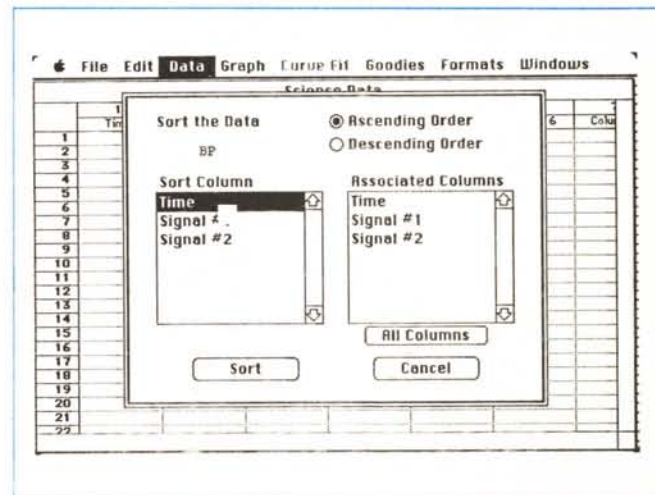 File Edit Data Graph Curve Fit Goodies Formats Windows
Science Data
1
6
Sort the Data
BP
Ascending Order
Descending Order
Sort Column
Time
Signal #
Signal #2
Associated Columns
Time
Signal #1
Signal #2
All Columns
Sort
Cancel
1
2
3
4
5
6
7
8
9
10
11
12
13
14
15
16
17
18
19
20
21
22